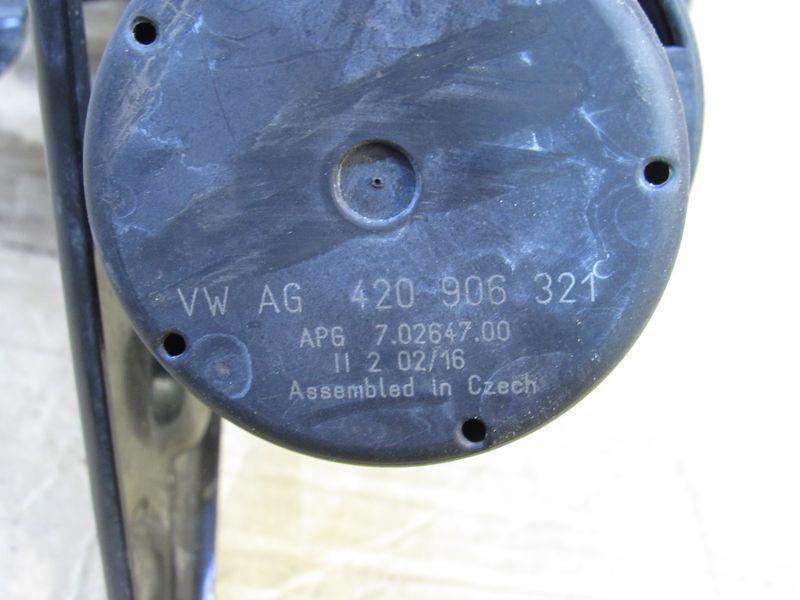 VW AG 420 906 321
APG 7.02647.00
II 2 02/16
Assembled in Czech